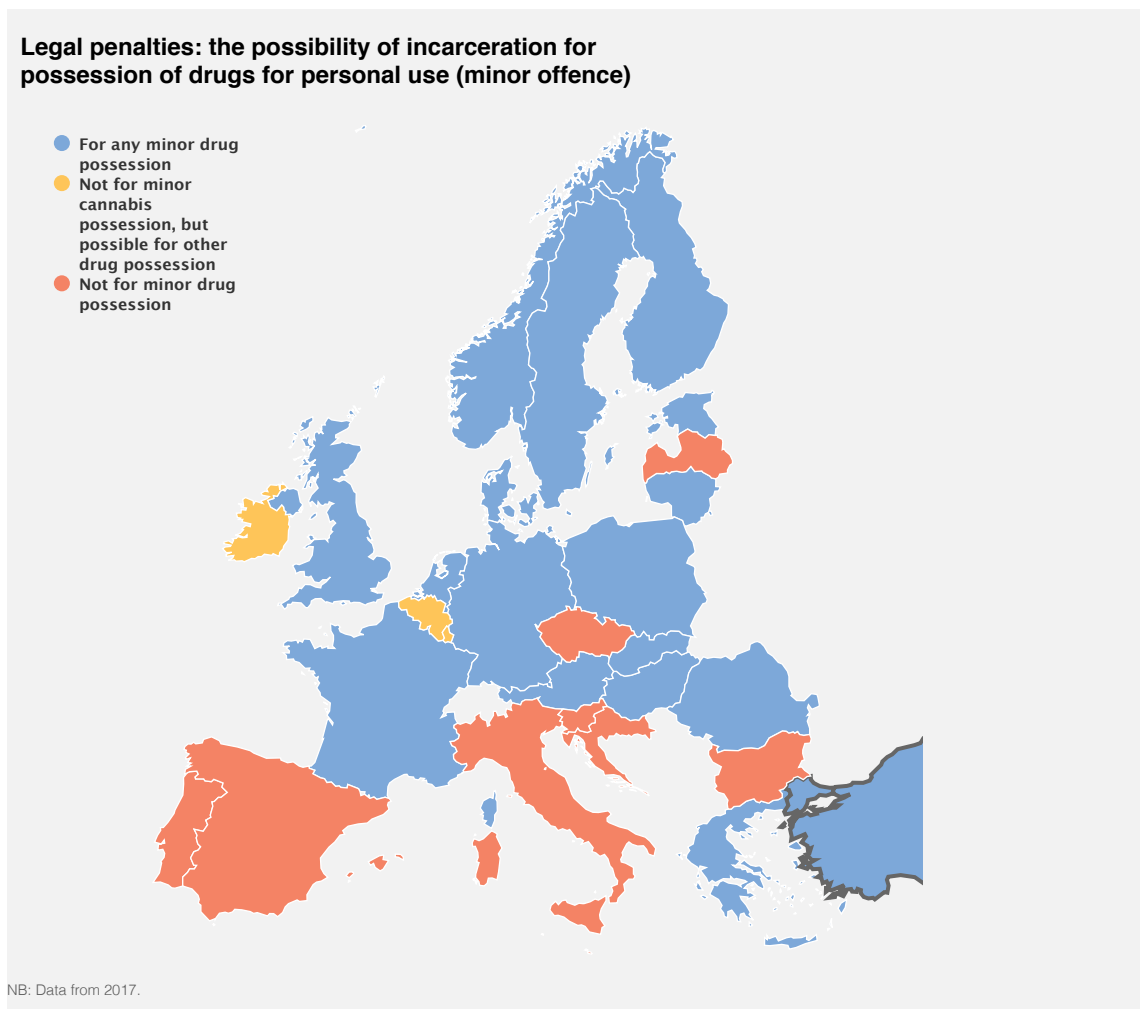 Legal penalties: the possibility of incarceration for
possession of drugs for personal use (minor offence)
For any minor drug
possession
Not for minor
cannabis
possession, but
possible for other
drug possession
Not for minor drug
possession
NB: Data from 2017.